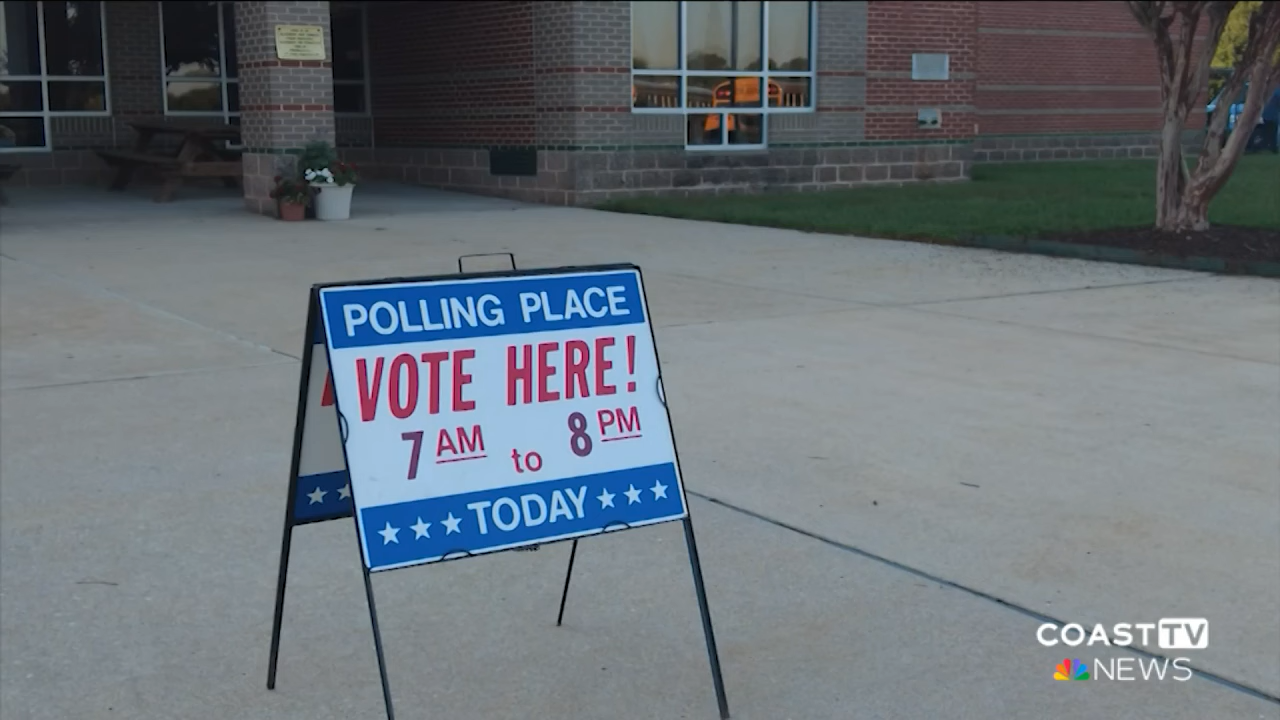 POLLING PLACE
VOTE HERE!
7 AM to 8 PM
TODAY
COAST TV
NEWS